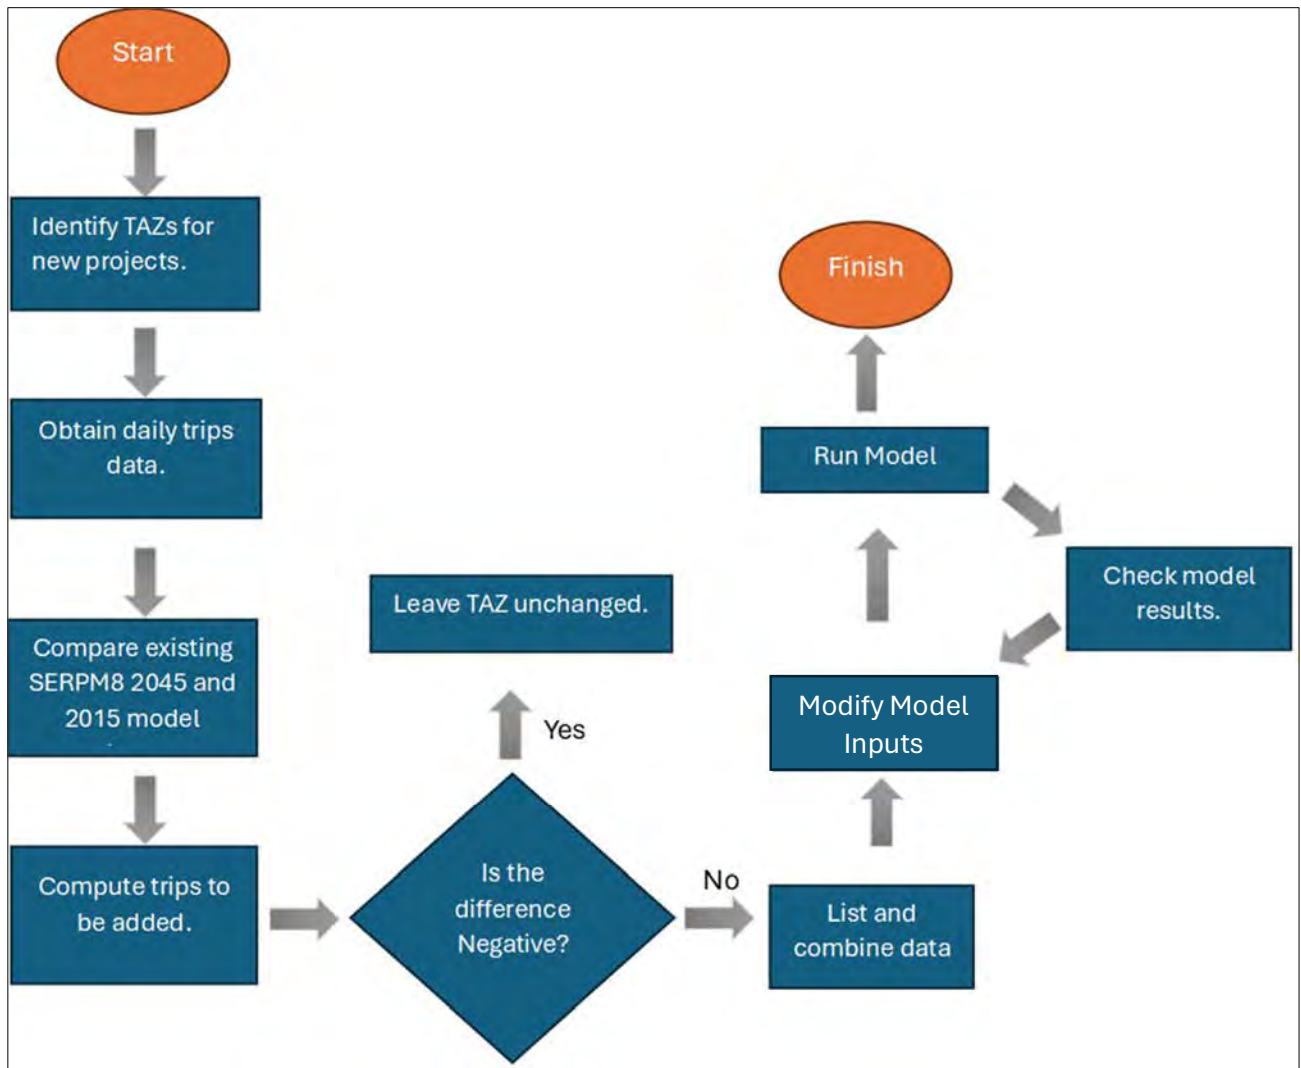 Start
Identify TAZs for
new projects.
Obtain daily trips
data.
Compare existing
SERPM8 2045 and
2015 model
Compute trips to
be added.
Is the
difference
Negative?
Yes
Leave TAZ unchanged.
No
List and
combine data
Modify Model
Inputs
Run Model
Check model
results.
Finish